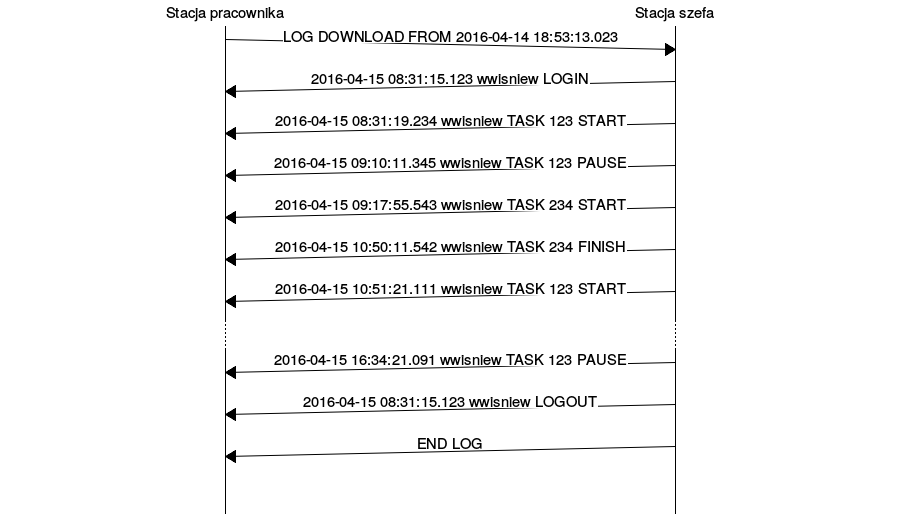 Stacja pracownika
Stacja szefa
LOG DOWNLOAD FROM 2016-04-14 18:53:13.023
2016-04-15 08:31:15.123 wwisniew LOGIN
2016-04-15 08:31:19.234 wwisniew TASK 123 START
2016-04-15 09:10:11.345 wwisniew TASK 123 PAUSE
2016-04-15 09:17:55.543 wwisniew TASK 234 START
2016-04-15 10:50:11.542 wwisniew TASK 234 FINISH
2016-04-15 10:51:21.111 wwisniew TASK 123 START
2016-04-15 16:34:21.091 wwisniew TASK 123 PAUSE
2016-04-15 08:31:15.123 wwisniew LOGOUT
END LOG